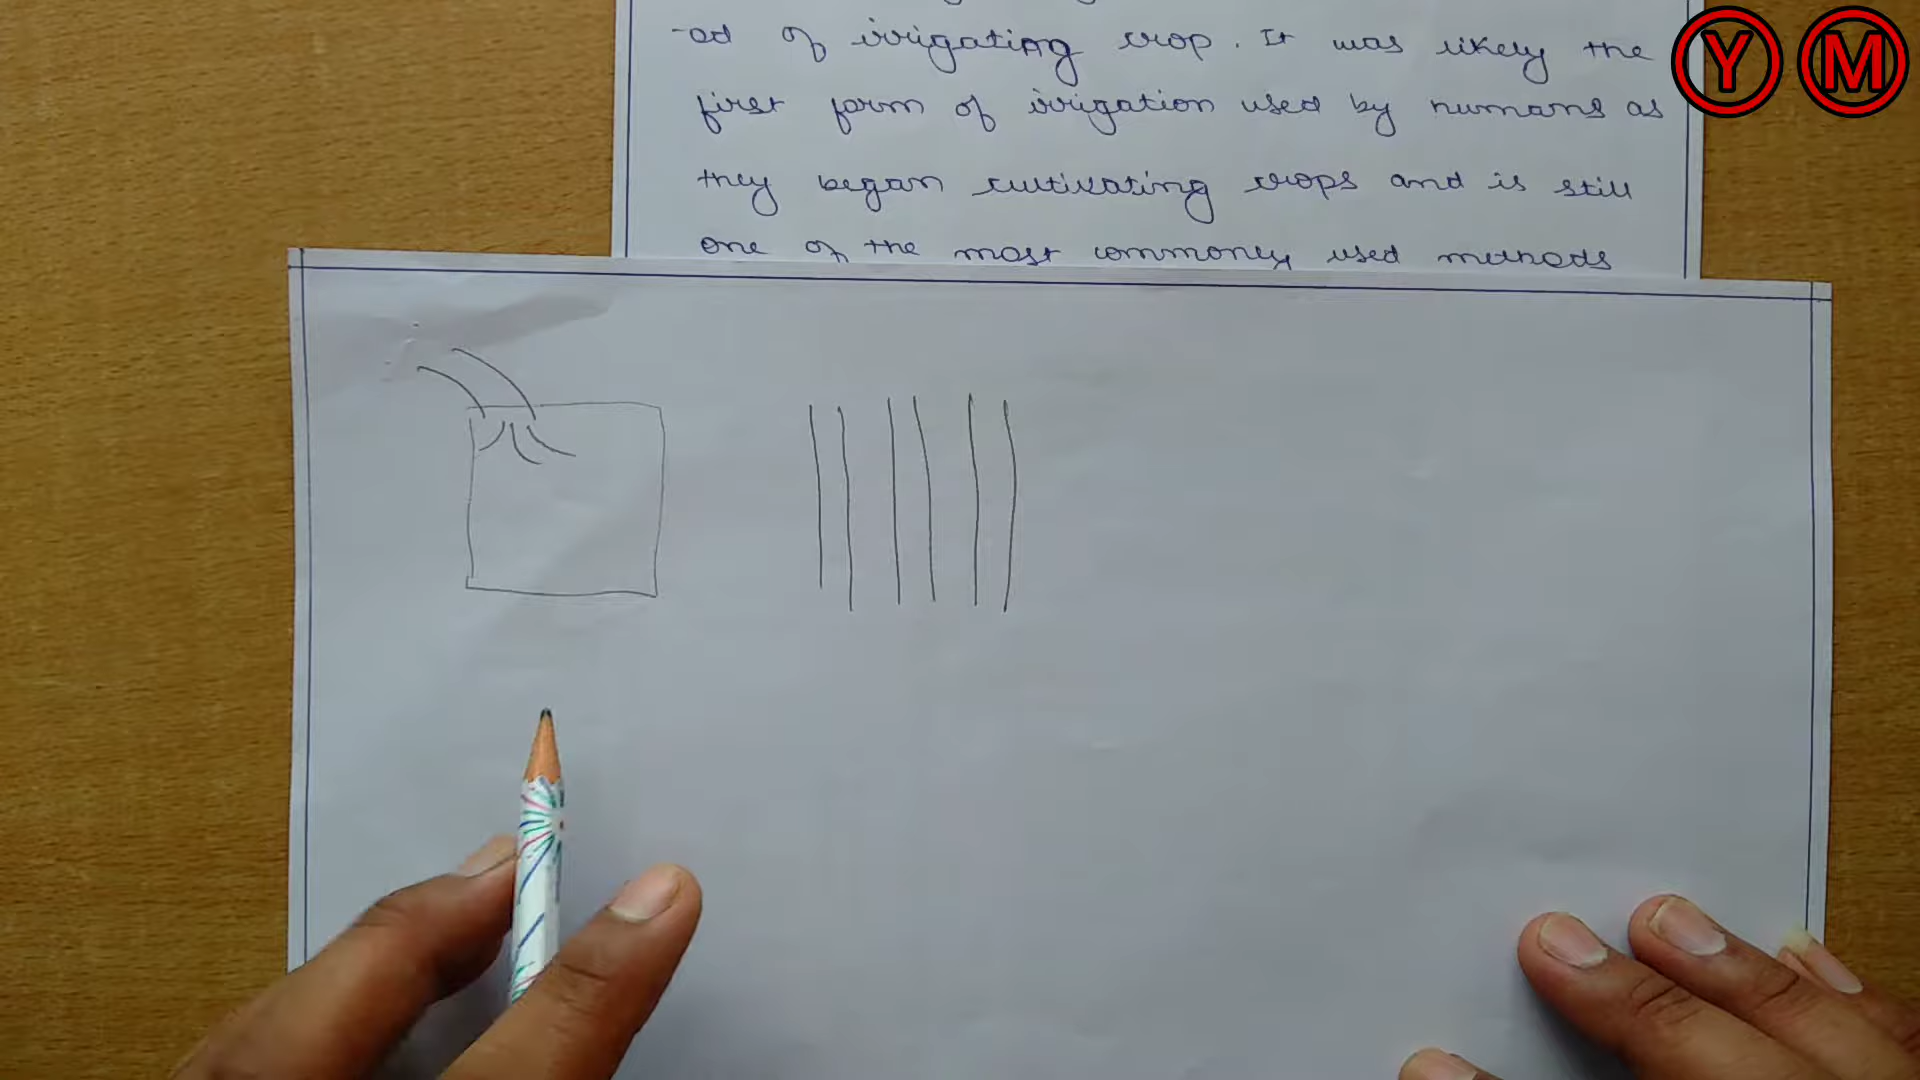 -od of irrigating crop. It was likely the
first form of irrigation used by humans as
they began cultivating crops and is still
one of the most commonly used methods
Y M